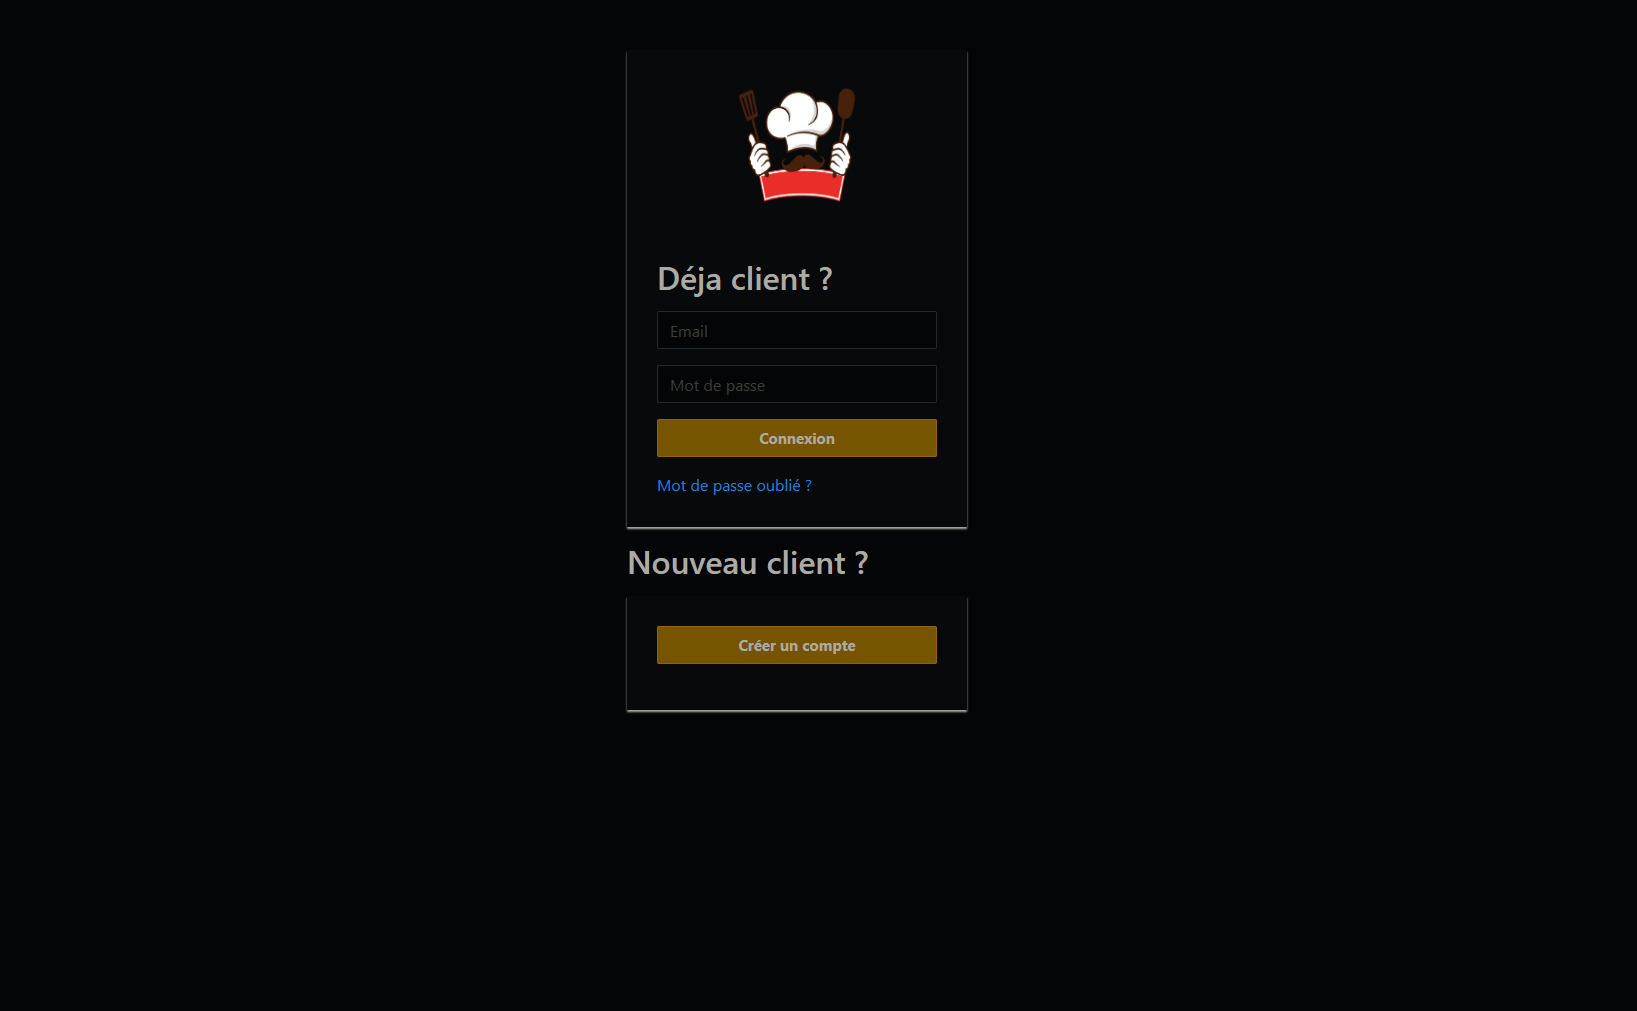 Déja client ?
Email
Mot de passe
Connexion
Mot de passe oublié ?
Nouveau client ?
Créer un compte